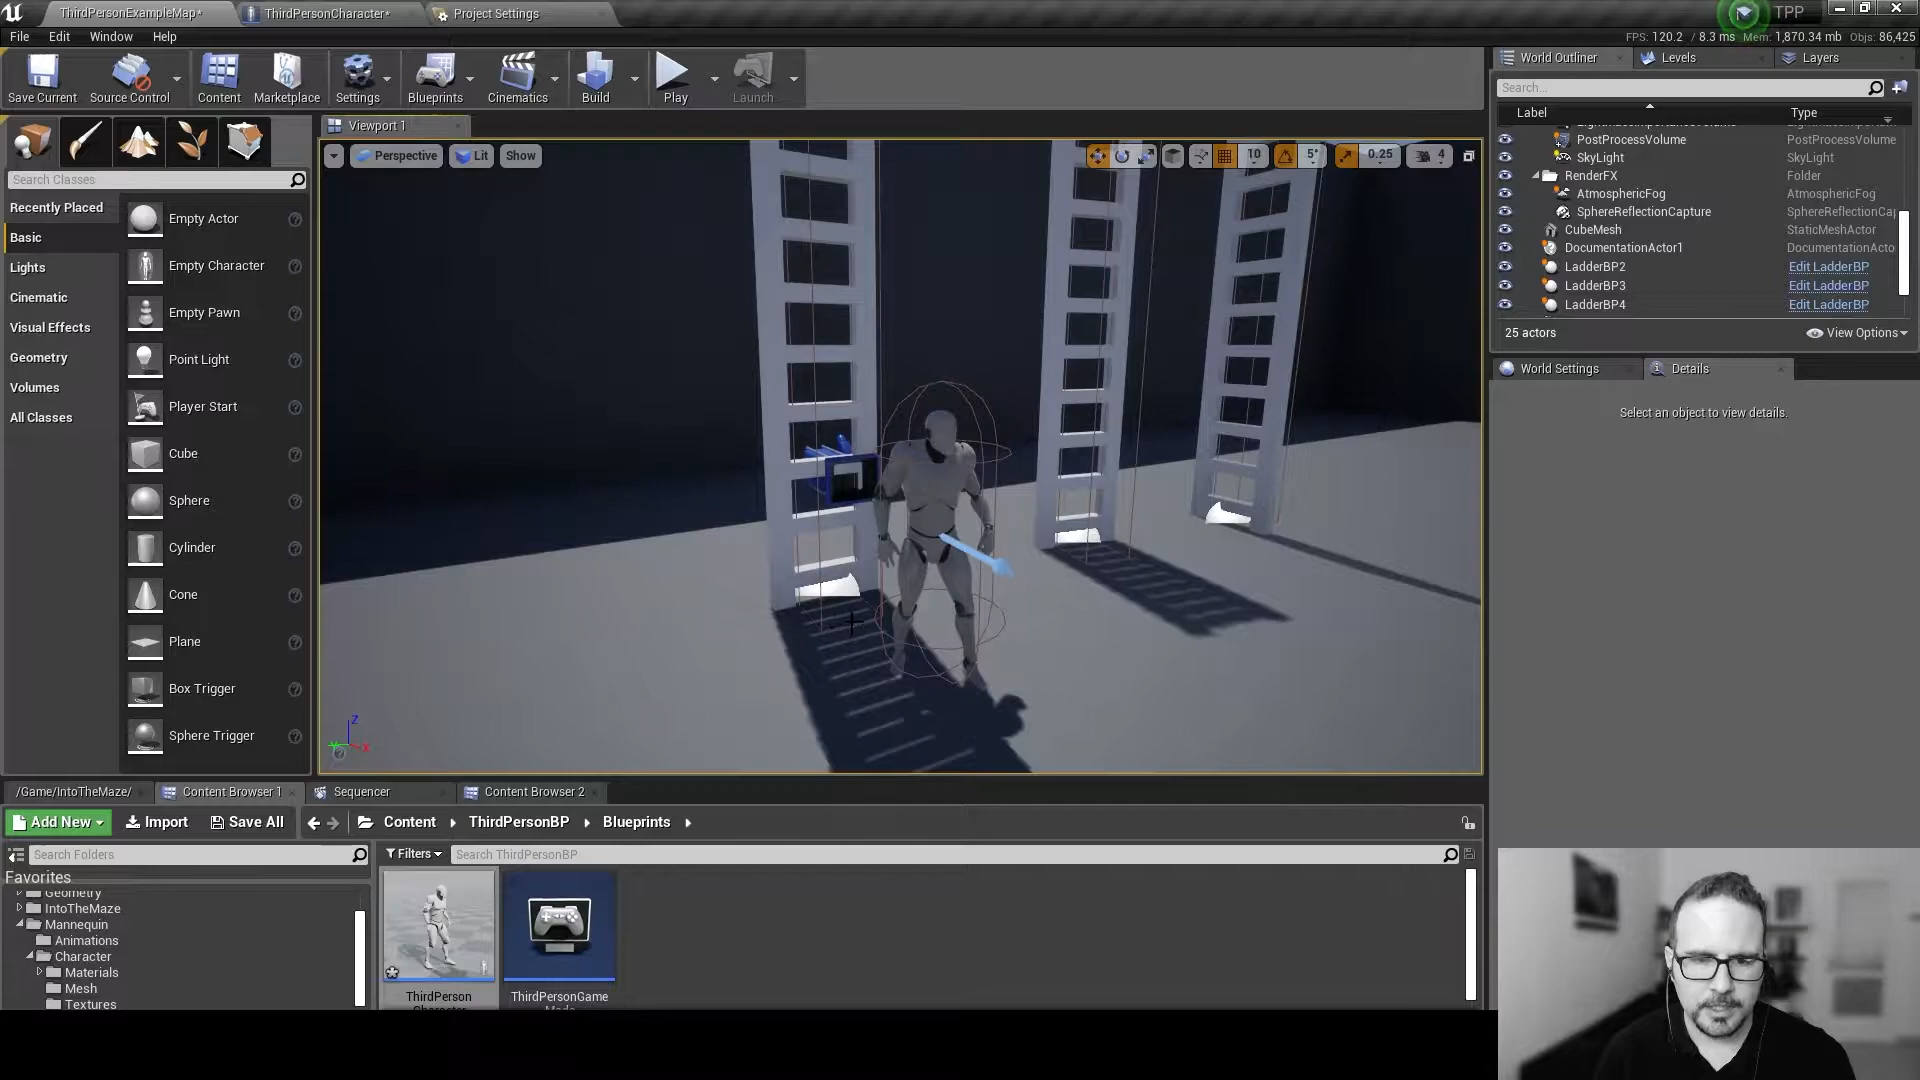 ThirdPersonExampleMap*
ThirdPersonCharacter*
Project Settings
TPP
File Edit Window Help
FPS: 120.2 / 8.3 ms Mem: 1,870.34 mb Objs: 86,425
Save Current
Source Control
Content
Marketplace
Settings
Blueprints
Cinematics
Build
Play
Launch
World Outliner
Levels
Layers
Search...
Label
Type
PostProcessVolume PostProcessVolume
SkyLight SkyLight
RenderFX Folder
AtmosphericFog AtmosphericFog
SphereReflectionCapture SphereReflectionCap
CubeMesh StaticMeshActor
DocumentationActor1 DocumentationActo
LadderBP2 Edit LadderBP
LadderBP3 Edit LadderBP
LadderBP4 Edit LadderBP
25 actors
View Options
World Settings
Details
Select an object to view details.
Search Classes
Recently Placed
Basic
Lights
Cinematic
Visual Effects
Geometry
Volumes
All Classes
Empty Actor
Empty Character
Empty Pawn
Point Light
Player Start
Cube
Sphere
Cylinder
Cone
Plane
Box Trigger
Sphere Trigger
Viewport 1
Perspective
Lit
Show
10
5°
0.25
4
Z
X
/Game/IntoTheMaze/
Content Browser 1
Sequencer
Content Browser 2
Add New
Import
Save All
Content
ThirdPersonBP
Blueprints
Search Folders
Filters
Search ThirdPersonBP
Favorites
Geometry
IntoTheMaze
Mannequin
Animations
Character
Materials
Mesh
Textures
ThirdPerson
Character
ThirdPersonGame
Mode